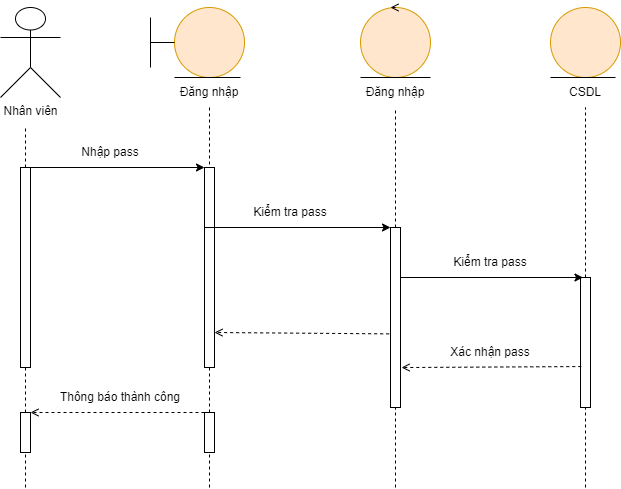 Nhân viên
Đăng nhập
Đăng nhập
CSDL
Nhập pass
Kiểm tra pass
Kiểm tra pass
Xác nhận pass
Thông báo thành công